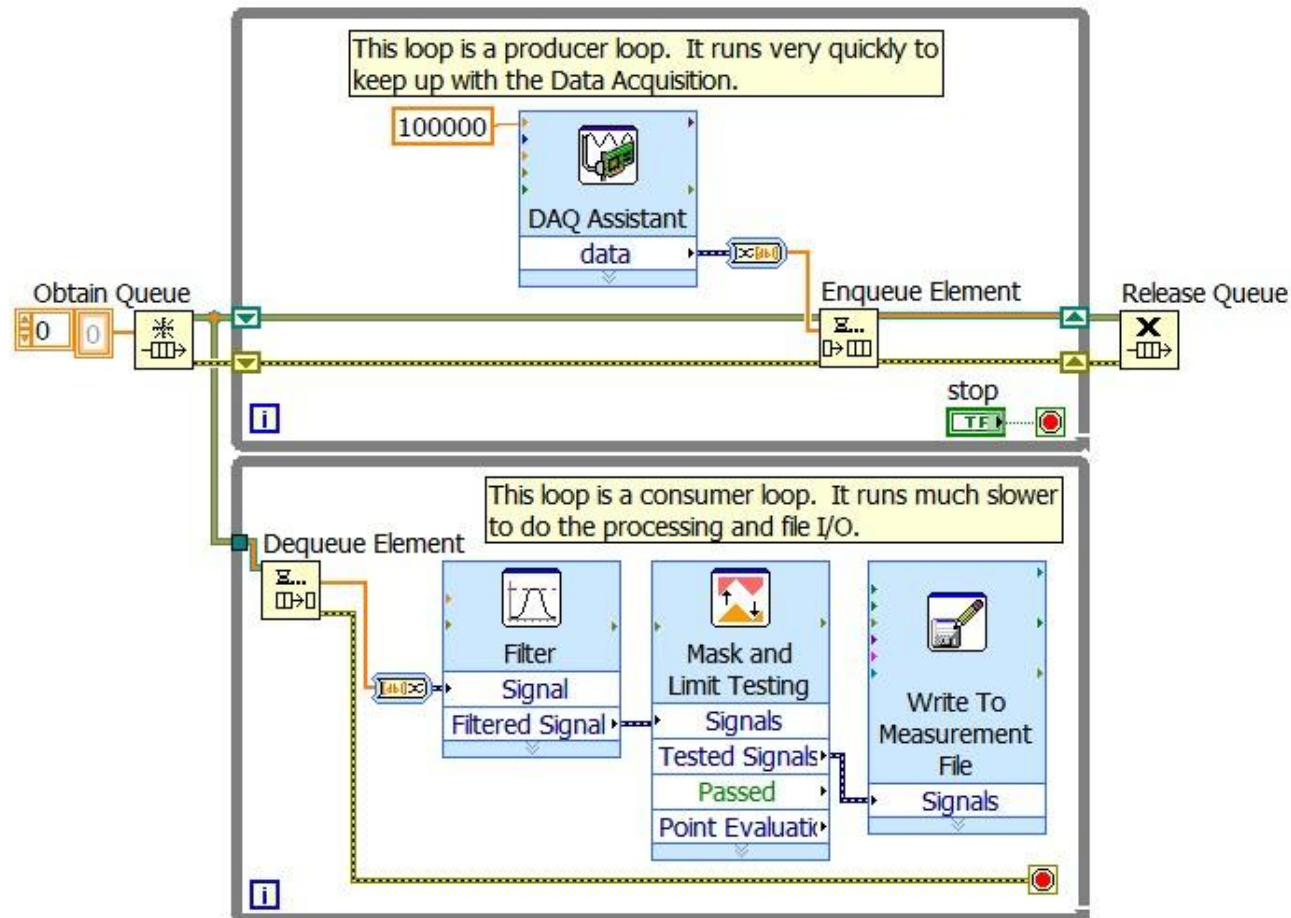 This loop is a producer loop. It runs very quickly to
keep up with the Data Acquisition.
100000
DAQ Assistant
data
Obtain Queue
0
0
Enqueue Element
Release Queue
stop
TF
i
This loop is a consumer loop. It runs much slower
to do the processing and file I/O.
Dequeue Element
Filter
Signal
Filtered Signal
Mask and
Limit Testing
Signals
Tested Signals
Passed
Point Evaluati
Write To
Measurement
File
Signals
i